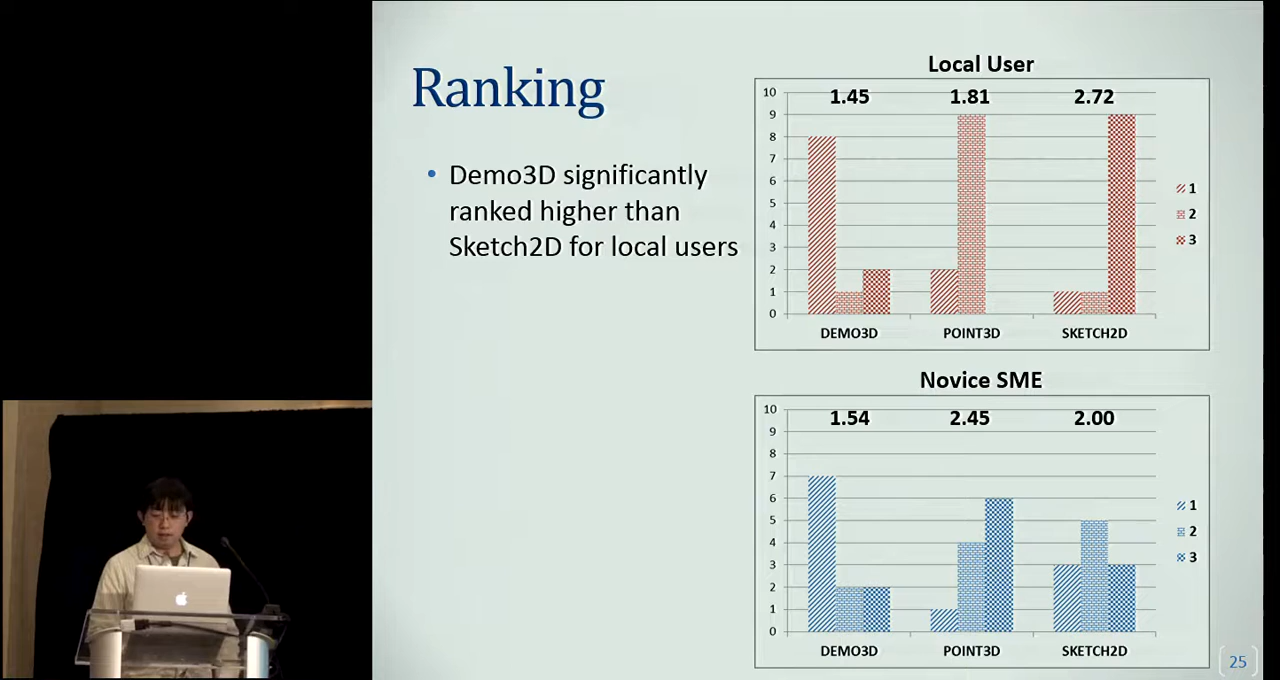 Ranking
• Demo3D significantly
ranked higher than
Sketch2D for local users
Local User
10
9
8
7
6
5
4
3
2
1
0
1.45 1.81 2.72
DEMO3D POINT3D SKETCH2D
1
2
3
Novice SME
10
9
8
7
6
5
4
3
2
1
0
1.54 2.45 2.00
DEMO3D POINT3D SKETCH2D
1
2
3
25